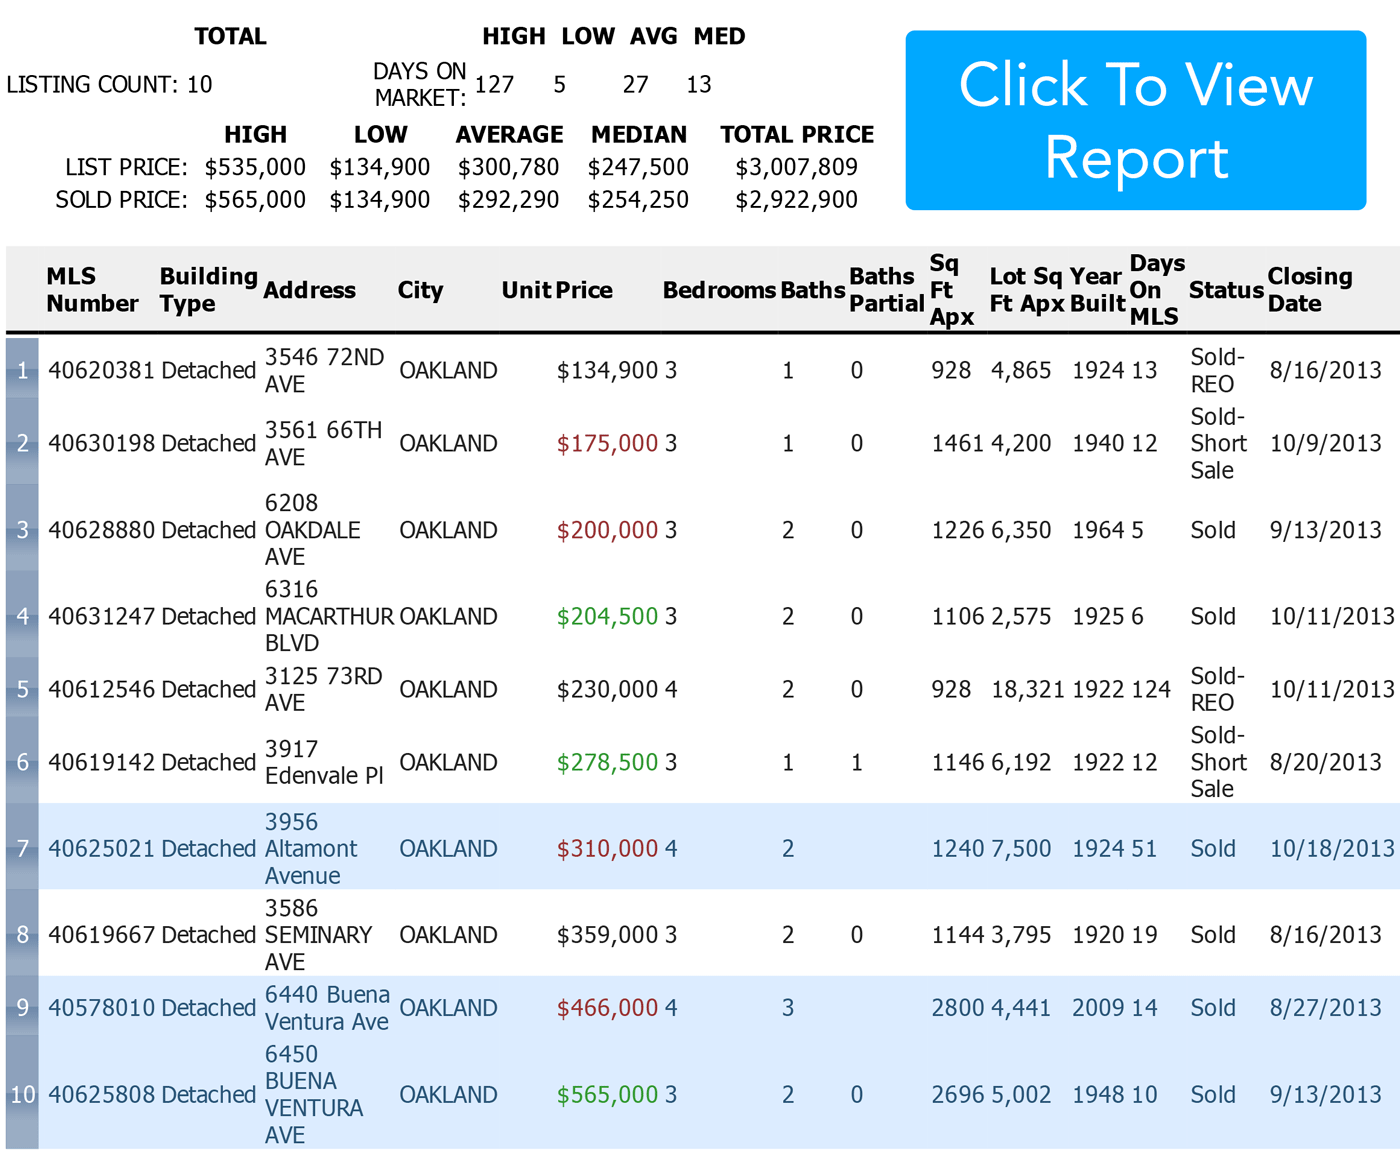 TOTAL HIGH LOW AVG MED
LISTING COUNT: 10 DAYS ON MARKET: 127 5 27 13
HIGH LOW AVERAGE MEDIAN TOTAL PRICE
LIST PRICE: $535,000 $134,900 $300,780 $247,500 $3,007,809
SOLD PRICE: $565,000 $134,900 $292,290 $254,250 $2,922,900
Click To View
Report
MLS Number Building Type Address City Unit Price Bedrooms Baths Baths Partial Sq Ft Apx Lot Sq Ft Apx Year Built Days On MLS Status Closing Date
1 40620381 Detached 3546 72ND AVE OAKLAND $134,900 3 1 0 928 4,865 1924 13 Sold-REO 8/16/2013
2 40630198 Detached 3561 66TH AVE OAKLAND $175,000 3 1 0 1461 4,200 1940 12 Sold-Short Sale 10/9/2013
3 40628880 Detached 6208 OAKDALE AVE OAKLAND $200,000 3 2 0 1226 6,350 1964 5 Sold 9/13/2013
4 40631247 Detached 6316 MACARTHUR BLVD OAKLAND $204,500 3 2 0 1106 2,575 1925 6 Sold 10/11/2013
5 40612546 Detached 3125 73RD AVE OAKLAND $230,000 4 2 0 928 18,321 1922 124 Sold-REO 10/11/2013
6 40619142 Detached 3917 Edenvale Pl OAKLAND $278,500 3 1 1 1146 6,192 1922 12 Sold-Short Sale 8/20/2013
7 40625021 Detached 3956 Altamont Avenue OAKLAND $310,000 4 2 1240 7,500 1924 51 Sold 10/18/2013
8 40619667 Detached 3586 SEMINARY AVE OAKLAND $359,000 3 2 0 1144 3,795 1920 19 Sold 8/16/2013
9 40578010 Detached 6440 Buena Ventura Ave OAKLAND $466,000 4 3 2800 4,441 2009 14 Sold 8/27/2013
10 40625808 Detached 6450 BUENA VENTURA AVE OAKLAND $565,000 3 2 0 2696 5,002 1948 10 Sold 9/13/2013